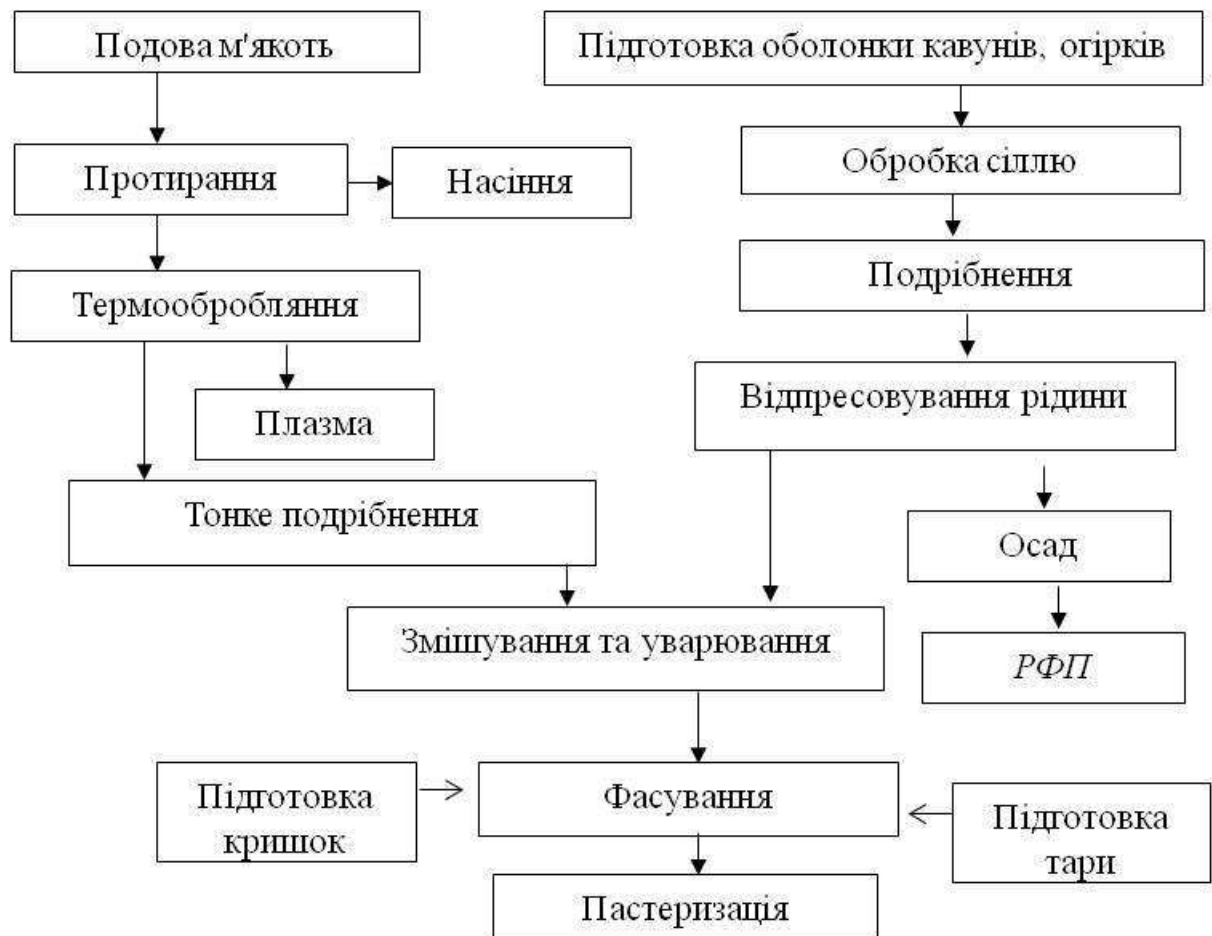 Подова м'якоть
Підготовка оболонки кавунів, огірків
Протирання
Насіння
Обробка сіллю
Термообробляння
Подрібнення
Плазма
Відпресовування рідини
Тонке подрібнення
Осад
Змішування та уварювання
РФП
Підготовка
кришок
Фасування
Підготовка
тари
Пастеризація